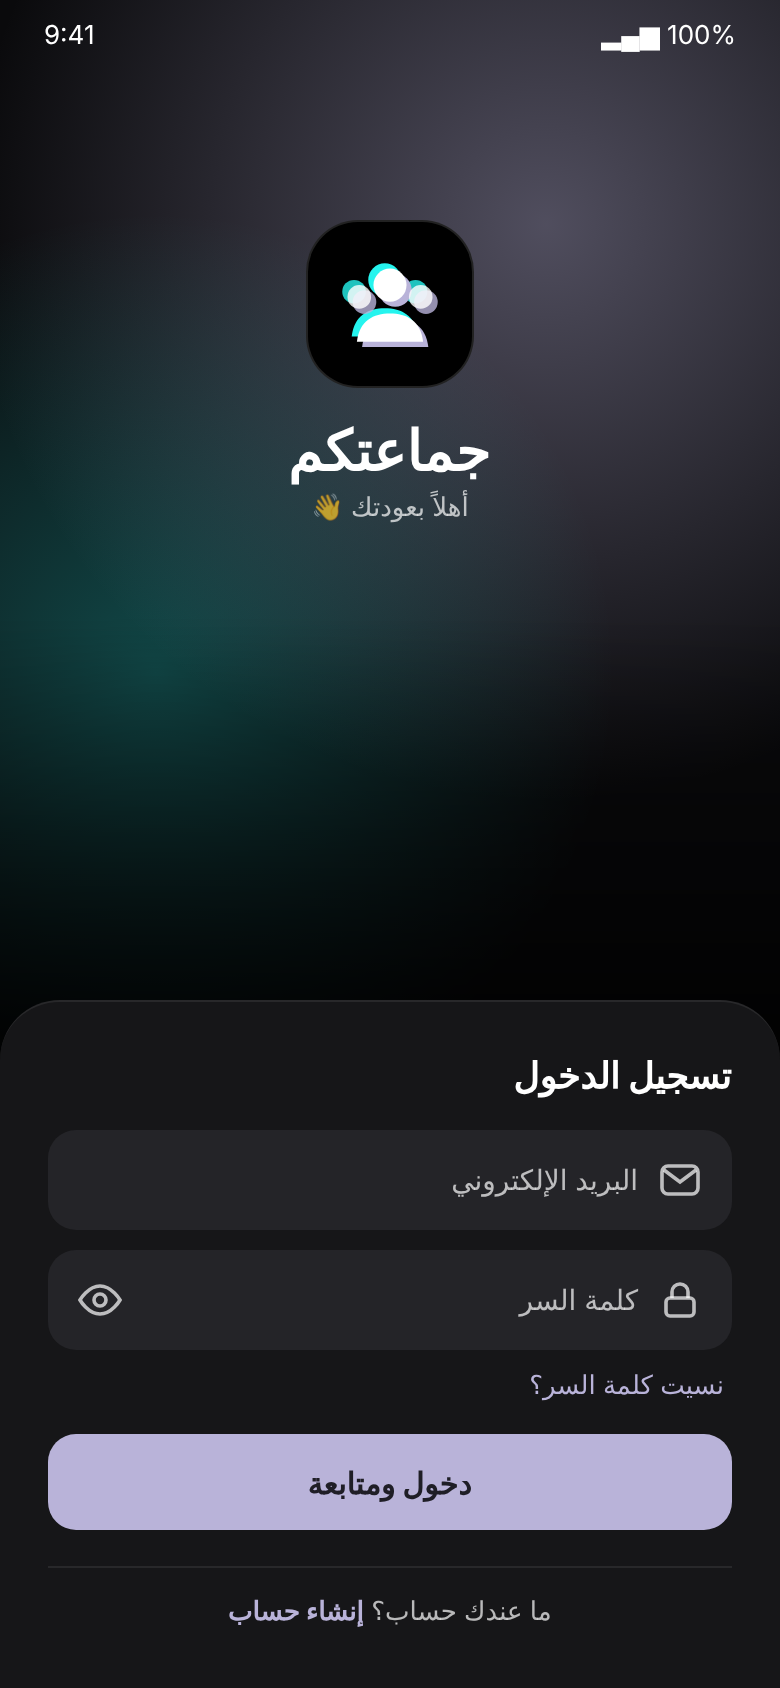 9:41
100%
جماعتكم
أهلاً بعودتك 👋
تسجيل الدخول
البريد الإلكتروني
كلمة السر
نسيت كلمة السر؟
دخول ومتابعة
ما عندك حساب؟ إنشاء حساب